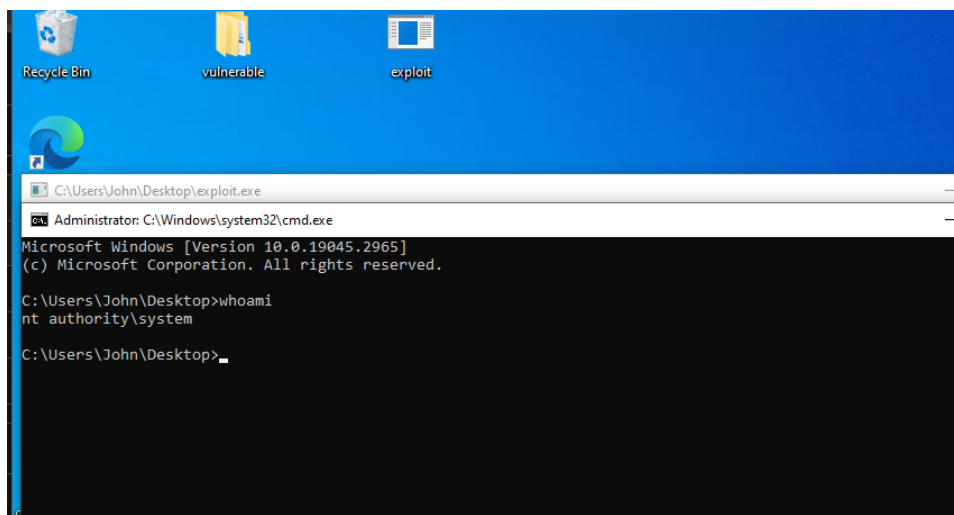 Recycle Bin
vulnerable
exploit
C:\Users\John\Desktop\exploit.exe
Administrator: C:\Windows\system32\cmd.exe
Microsoft Windows [Version 10.0.19045.2965]
(c) Microsoft Corporation. All rights reserved.
C:\Users\John\Desktop>whoami
nt authority\system
C:\Users\John\Desktop>